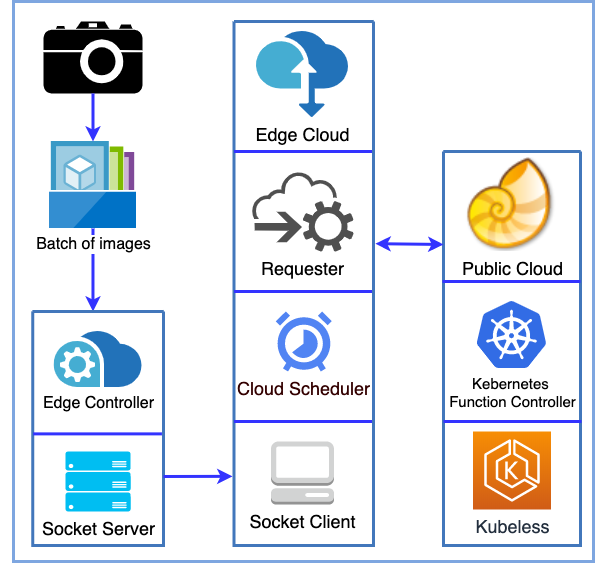 Batch of images
Edge Controller
Socket Server
Edge Cloud
Requester
Cloud Scheduler
Socket Client
Public Cloud
Kebernetes
Function Controller
K
Kubeless